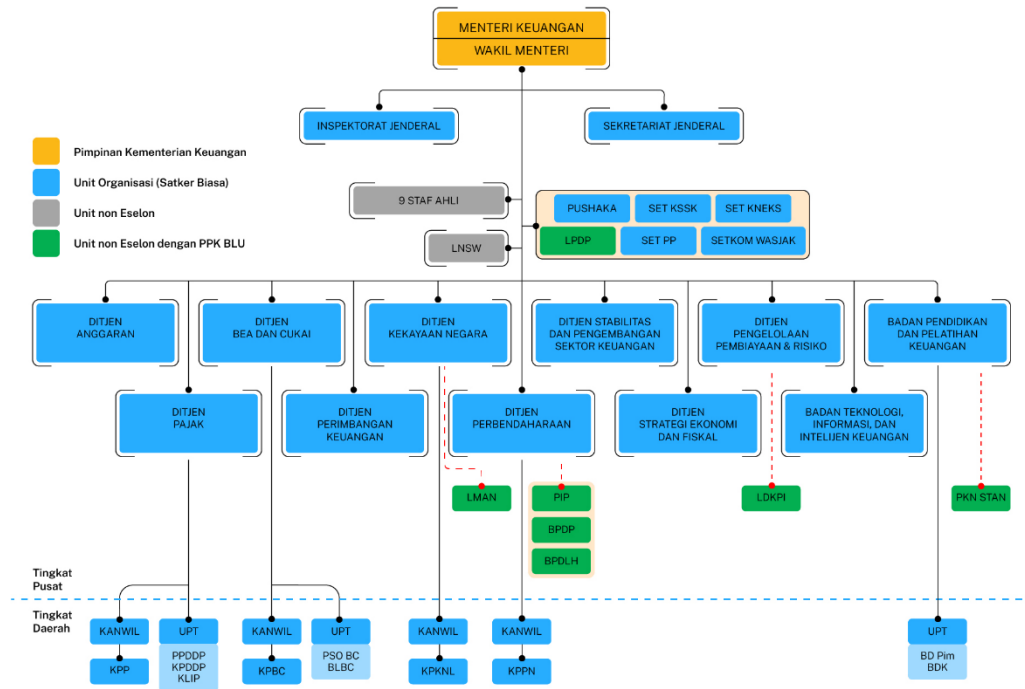 MENTERI KEUANGAN
WAKIL MENTERI
INSPEKTORAT JENDERAL
SEKRETARIAT JENDERAL
Pimpinan Kementerian Keuangan
Unit Organisasi (Satker Biasa)
Unit non Eselon
Unit non Eselon dengan PPK BLU
9 STAF AHLI
LNSW
PUSHAKA
SET KSSK
SET KNEKS
LPDP
SET PP
SETKOM WASJAK
DITJEN
ANGGARAN
DITJEN
BEA DAN CUKAI
DITJEN
KEKAYAAN NEGARA
DITJEN STABILITAS
DAN PENGEMBANGAN
SEKTOR KEUANGAN
DITJEN
PENGELOLAAN
PEMBIAYAAN & RISIKO
BADAN PENDIDIKAN
DAN PELATIHAN
KEUANGAN
DITJEN
PAJAK
DITJEN
PERIMBANGAN
KEUANGAN
DITJEN
PERBENDAHARAAN
DITJEN
STRATEGI EKONOMI
DAN FISKAL
BADAN TEKNOLOGI,
INFORMASI, DAN
INTELIJEN KEUANGAN
LMAN
PIP
BPDP
BPDLH
LDKPI
PKN STAN
Tingkat
Pusat
Tingkat
Daerah
KANWIL
KPP
UPT
PPDDP
KPDDP
KLIP
KANWIL
KPBC
UPT
PSO BC
BLBC
KANWIL
KPKNL
KANWIL
KPPN
UPT
BD Pim
BDK